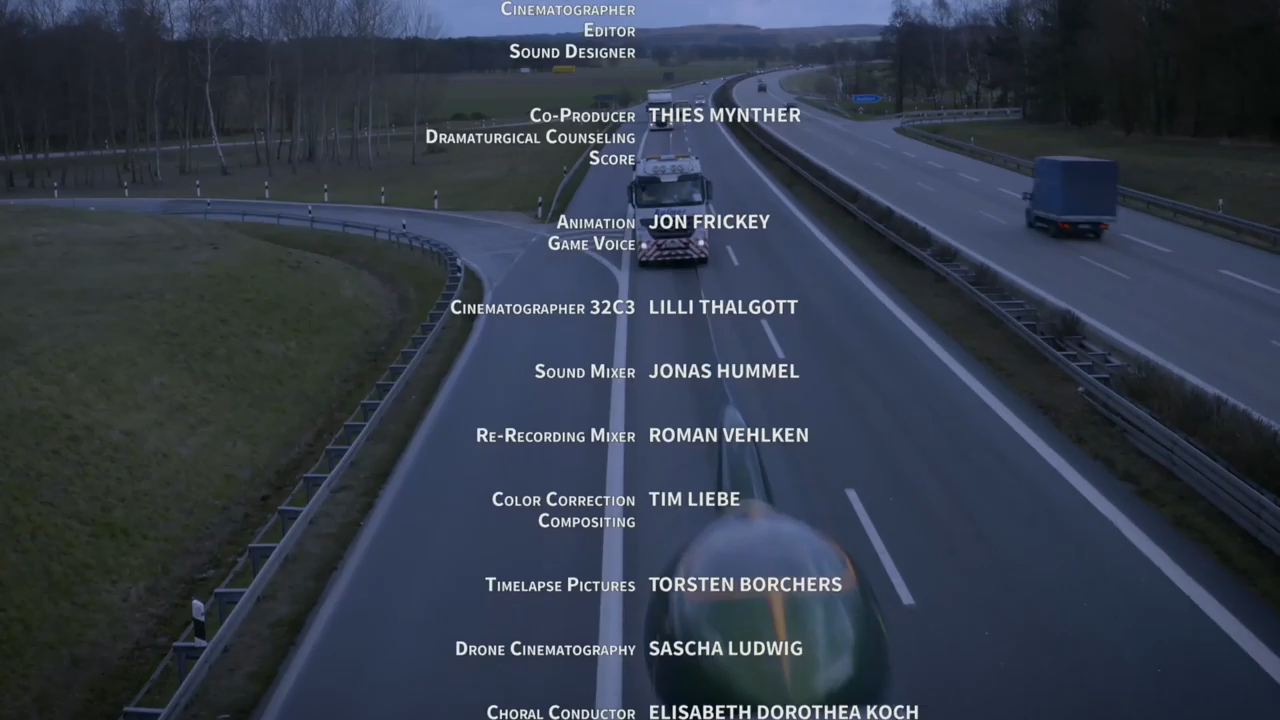 Cinematographer
Editor
Sound Designer
Co-Producer THIES MYNTHER
Dramaturgical Counseling
Score
Animation JON FRICKEY
Game Voice
Cinematographer 32C3 LILLI THALGOTT
Sound Mixer JONAS HUMMEL
Re-Recording Mixer ROMAN VEHLKEN
Color Correction TIM LIEBE
Compositing
Timelapse Pictures TORSTEN BORCHERS
Drone Cinematography SASCHA LUDWIG
Choral Conductor ELISABETH DOROTHEA KOCH